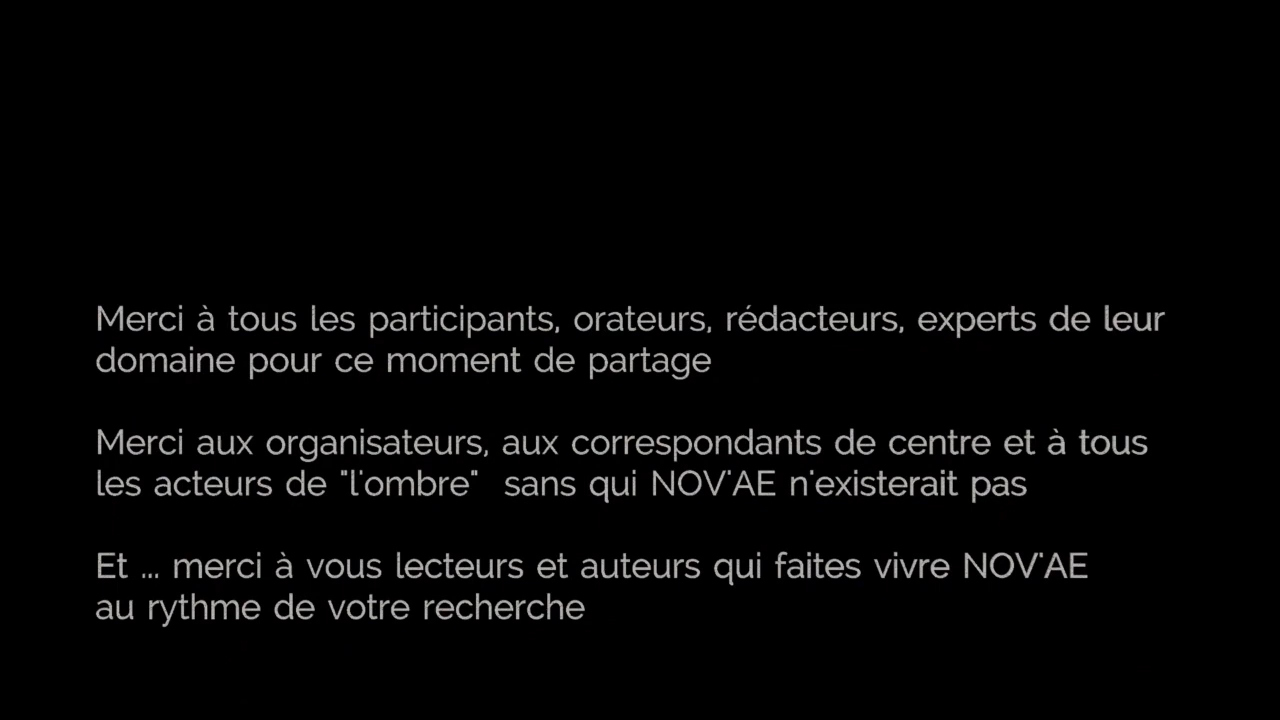 Merci à tous les participants, orateurs, rédacteurs, experts de leur
domaine pour ce moment de partage
Merci aux organisateurs, aux correspondants de centre et à tous
les acteurs de "l'ombre"  sans qui NOV'AE n'existerait pas
Et ... merci à vous lecteurs et auteurs qui faites vivre NOV'AE
au rythme de votre recherche